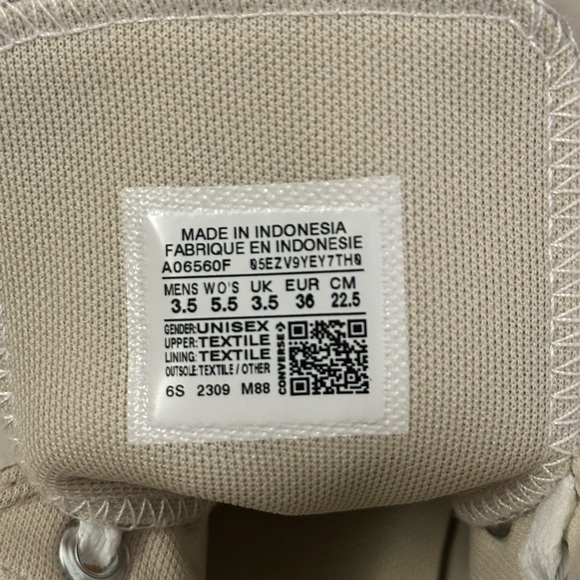 MADE IN INDONESIA
FABRIQUE EN INDONESIE
A06560F 05EZV9YEY7TH0
MENS WO'S UK EUR CM
3.5 5.5 3.5 36 22.5
GENDER:UNISEX
UPPER:TEXTILE
LINING:TEXTILE
OUTSOLE:TEXTILE / OTHER
6S 2309 M88
CONVERSE